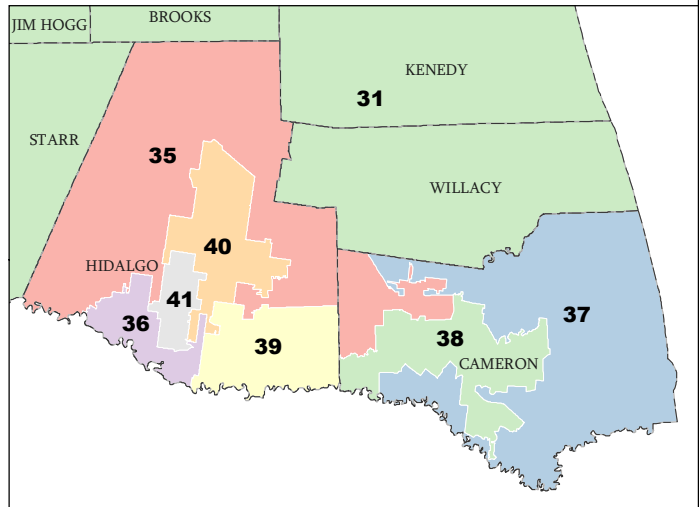 BROOKS
JIM HOGG
KENEDY
31
STARR
35
WILLACY
40
HIDALGO
41
36
37
39
38
CAMERON